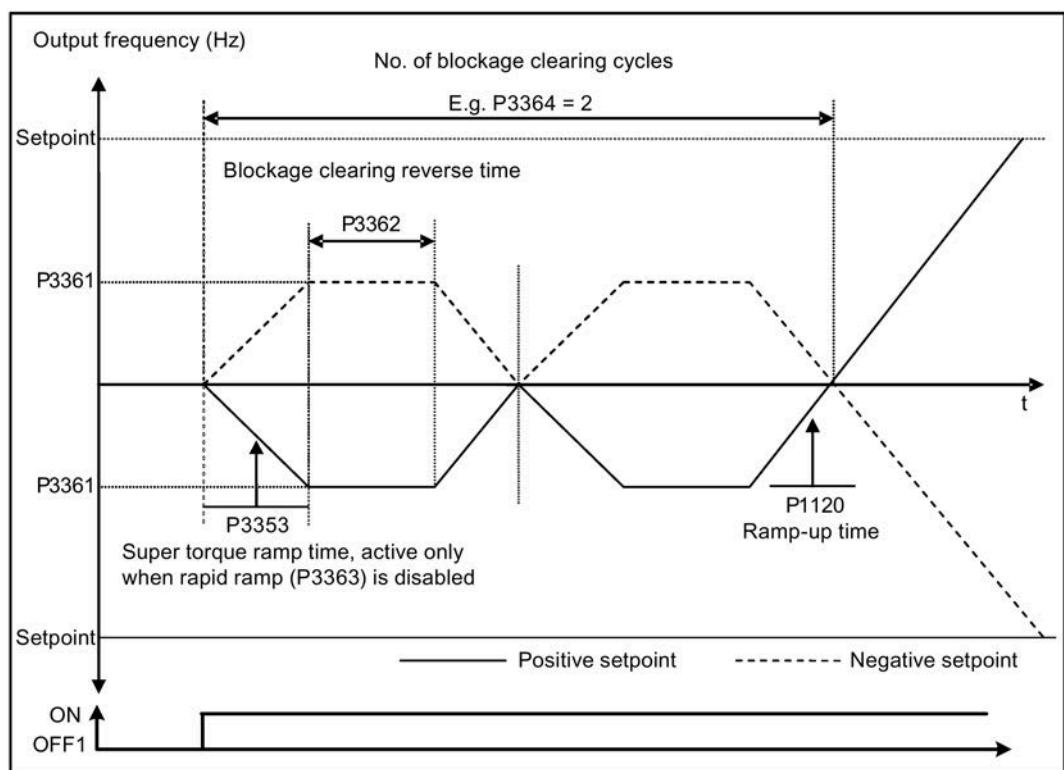 Output frequency (Hz)
No. of blockage clearing cycles
E.g. P3364 = 2
Setpoint
Blockage clearing reverse time
P3362
P3361
t
P3361
P3353
P1120
Ramp-up time
Super torque ramp time, active only
when rapid ramp (P3363) is disabled
Setpoint
Positive setpoint
Negative setpoint
ON
OFF1